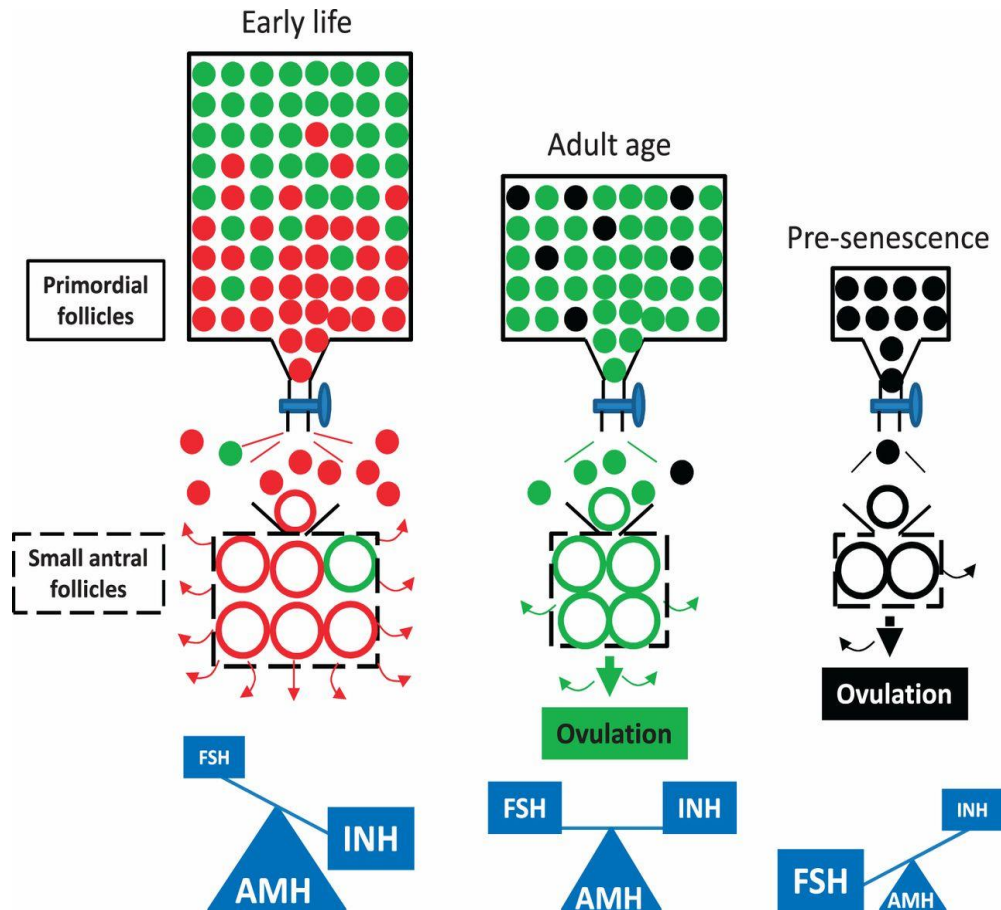 Early life
Adult age
Pre-senescence
Primordial
follicles
Small antral
follicles
Ovulation
Ovulation
FSH
INH
AMH
FSH
INH
AMH
INH
FSH
AMH